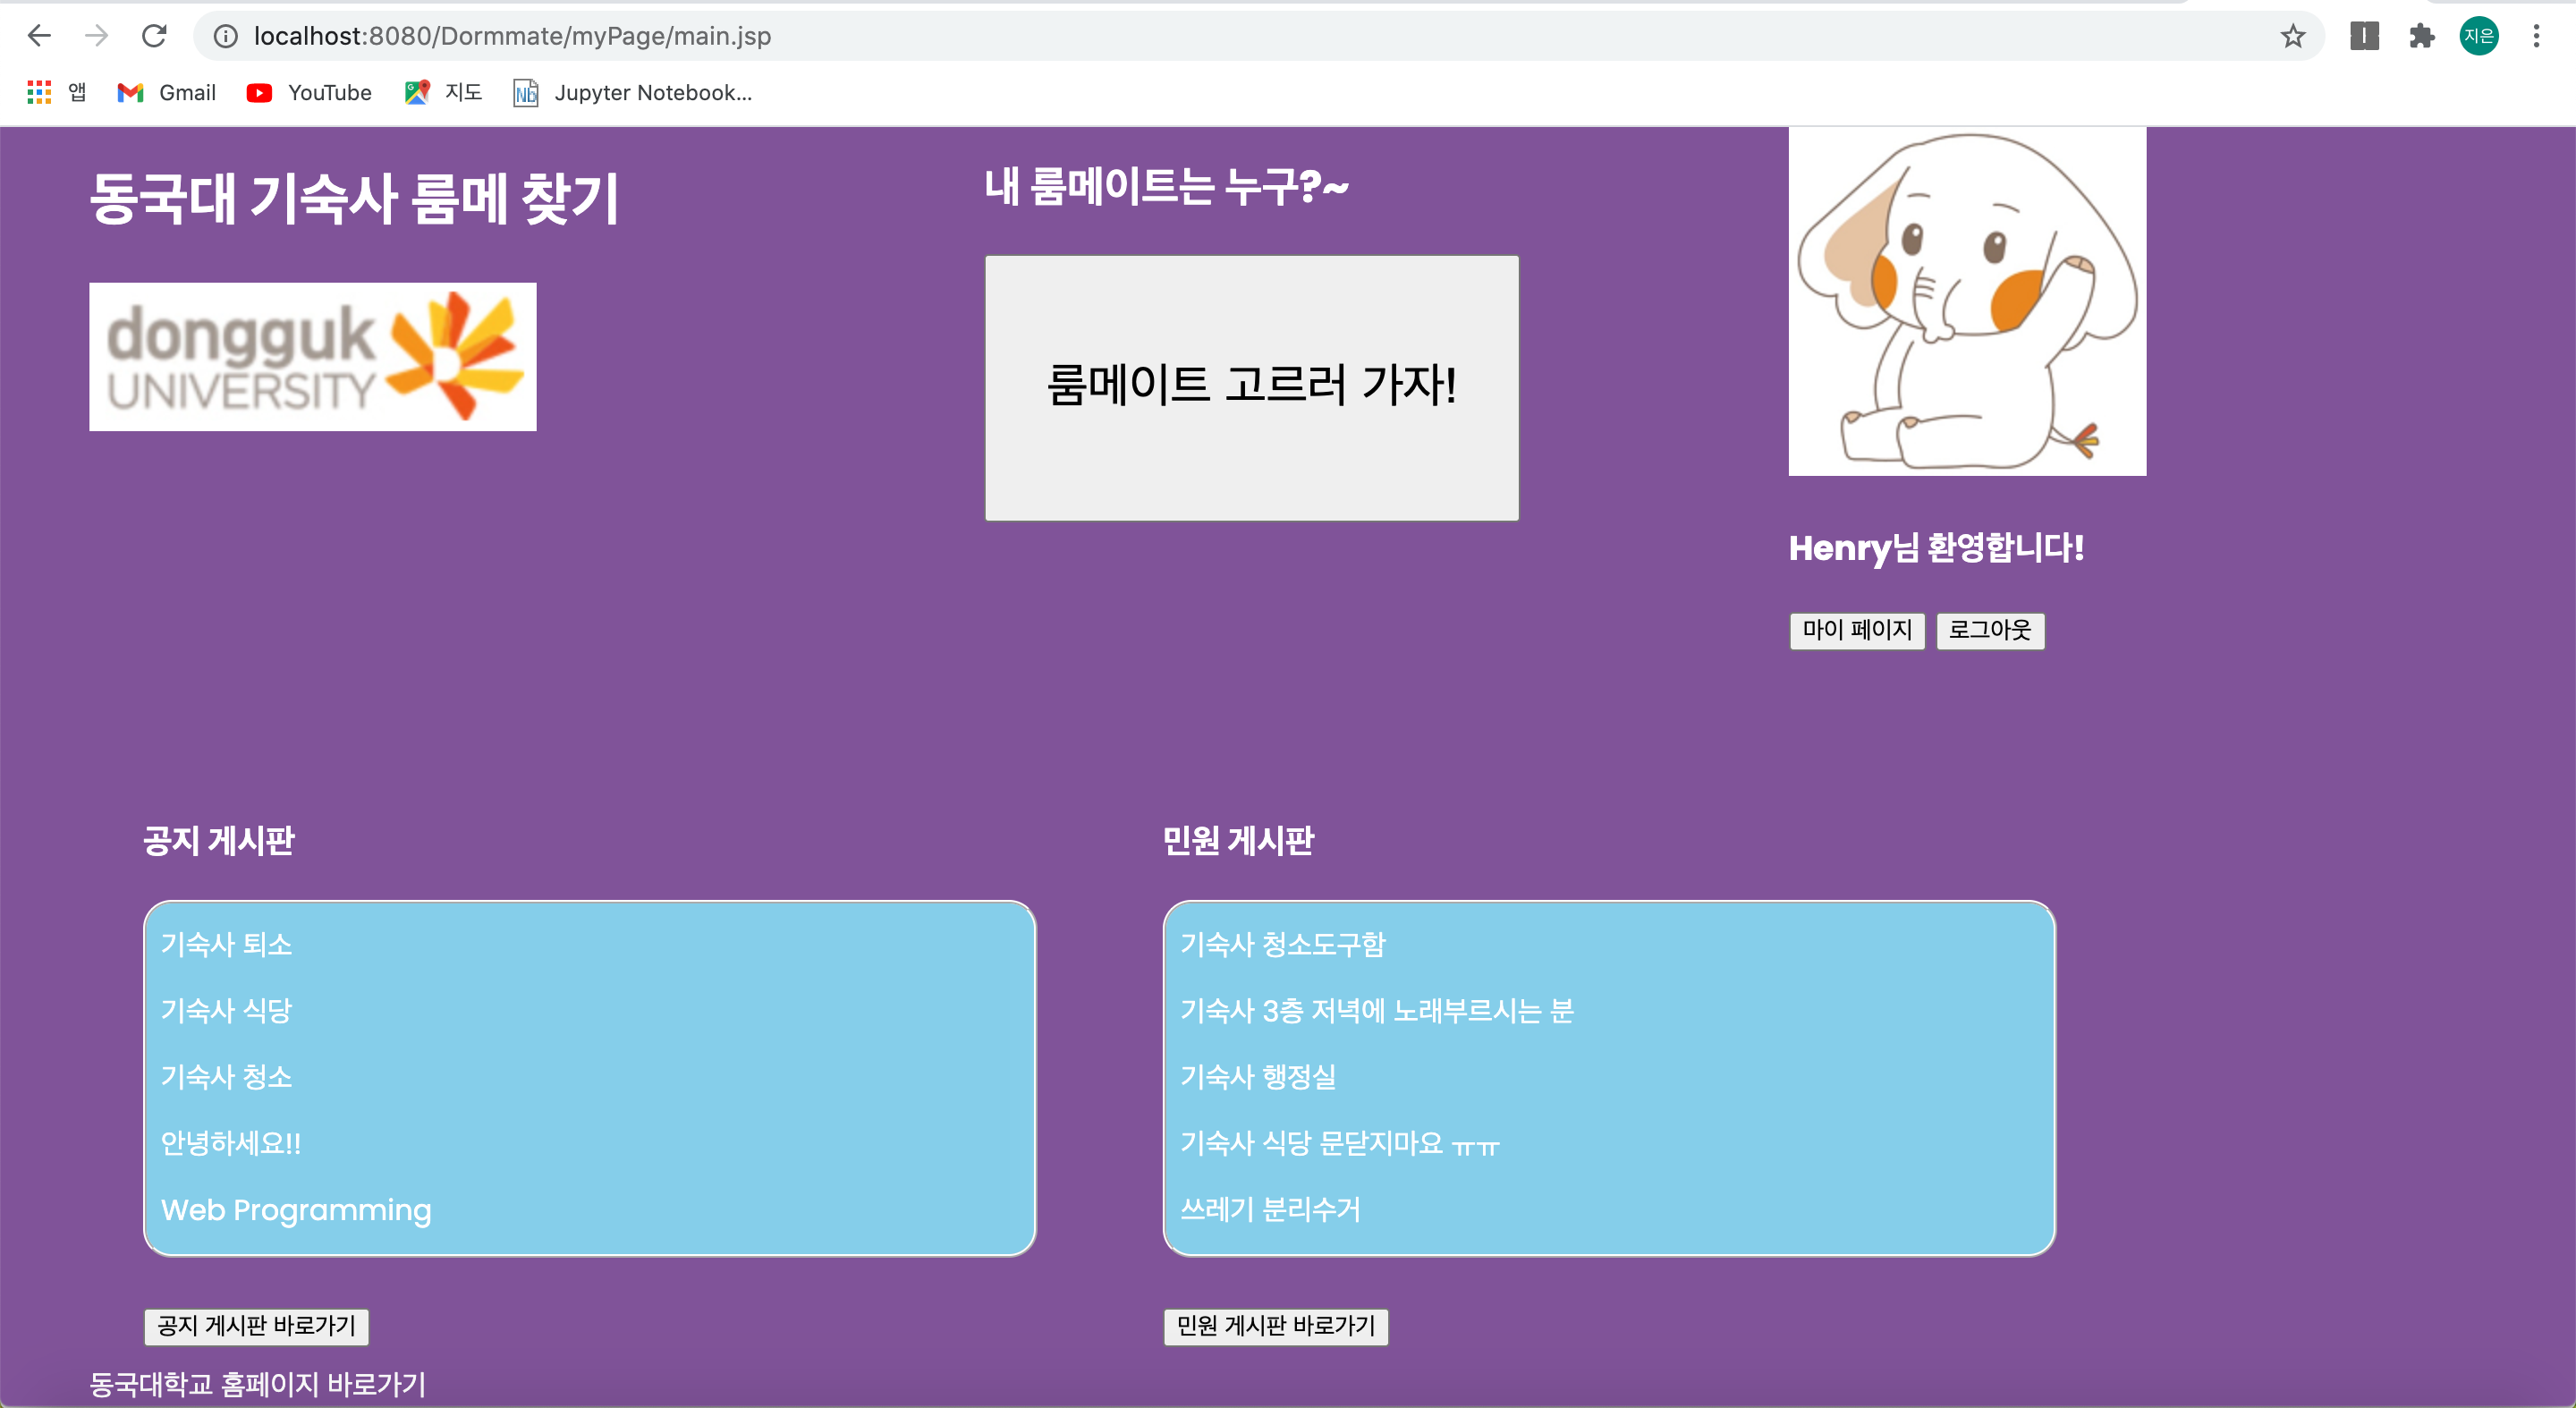 localhost:8080/Dormmate/myPage/main.jsp
지은
앱
Gmail
YouTube
지도
Jupyter Notebook...
동국대 기숙사 룸메 찾기
dongguk
UNIVERSITY
내 룸메이트는 누구?~
룸메이트 고르러 가자!
Henry님 환영합니다!
마이 페이지
로그아웃
공지 게시판
기숙사 퇴소
기숙사 식당
기숙사 청소
안녕하세요!!
Web Programming
공지 게시판 바로가기
민원 게시판
기숙사 청소도구함
기숙사 3층 저녁에 노래부르시는 분
기숙사 행정실
기숙사 식당 문닫지마요 ㅠㅠ
쓰레기 분리수거
민원 게시판 바로가기
동국대학교 홈페이지 바로가기